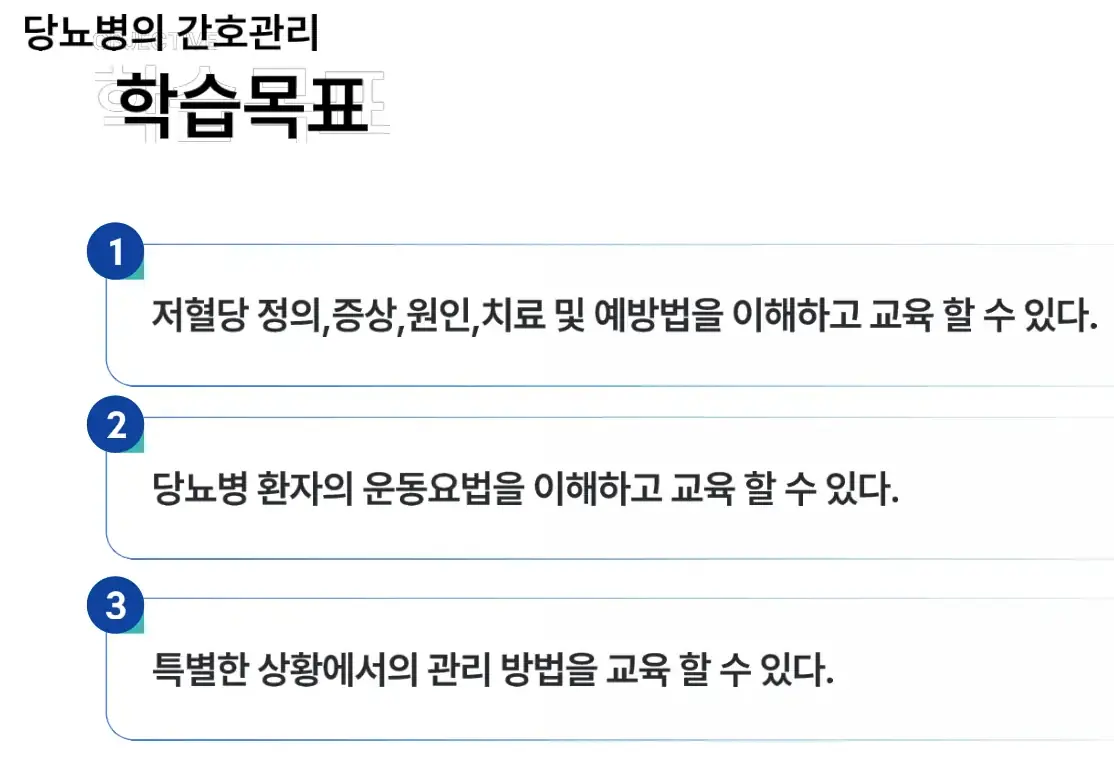 당뇨병의 간호관리
OBJECTIVE
학습목표
1
저혈당 정의,증상,원인,치료 및 예방법을 이해하고 교육 할 수 있다.
2
당뇨병 환자의 운동요법을 이해하고 교육 할 수 있다.
3
특별한 상황에서의 관리 방법을 교육 할 수 있다.